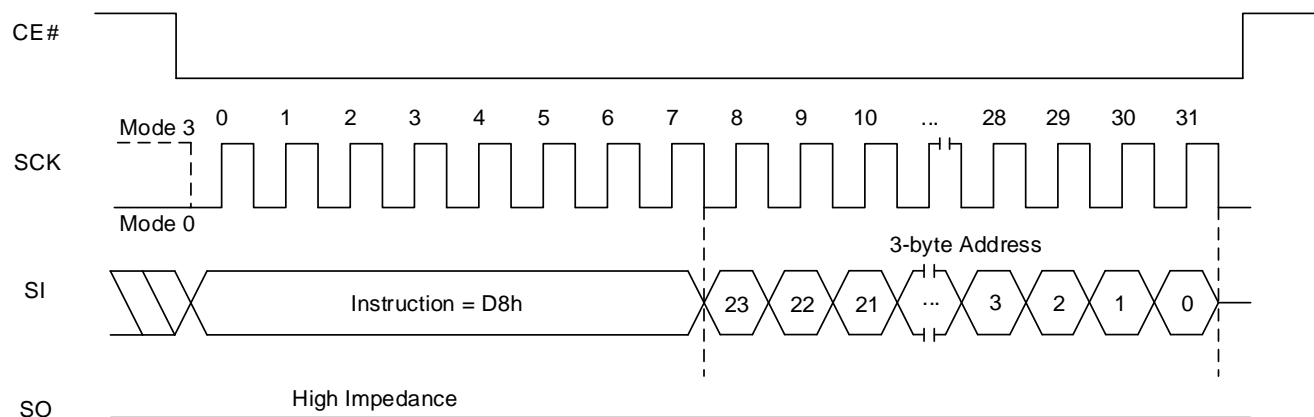 CE#
Mode 3 0 1 2 3 4 5 6 7 8 9 10 ... 28 29 30 31
SCK
Mode 0
3-byte Address
SI Instruction = D8h 23 22 21 ... 3 2 1 0
High Impedance
SO